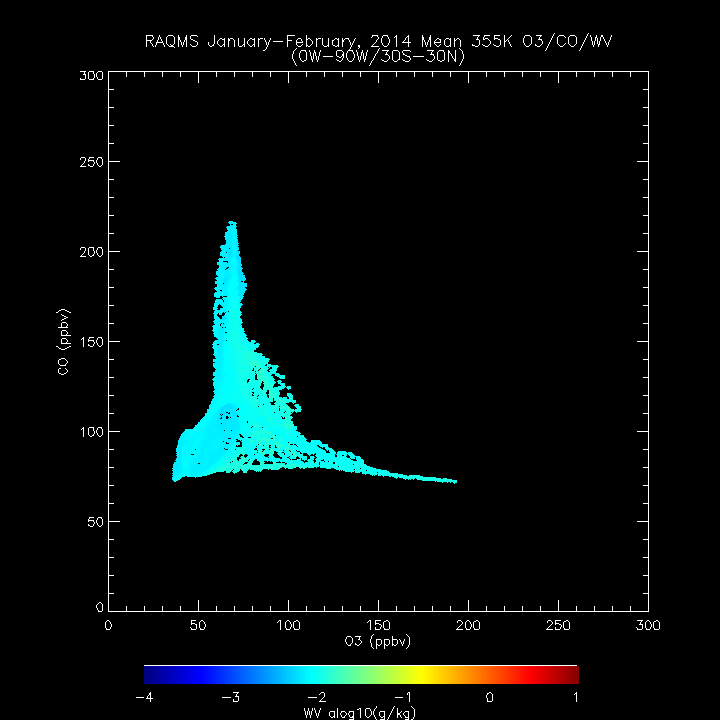 RAQMS January-February, 2014 Mean 355K O3/CO/WV
(0W-90W/30S-30N)
300
250
200
150
100
50
0
CO (ppbv)
0 50 100 150 200 250 300
O3 (ppbv)
-4 -3 -2 -1 0 1
WV alog10(g/kg)